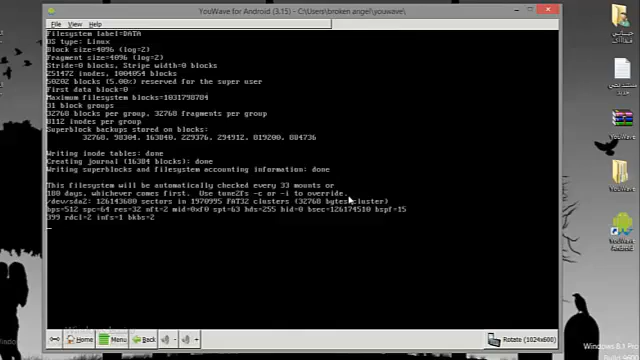 YouWave for Android (3.15) - C:\Users\broken angel\youwave\
File View Help
Filesystem label=DATA
OS type: Linux
Block size=4096 (log=2)
Fragment size=4096 (log=2)
Stride=0 blocks, Stripe width=0 blocks
251472 inodes, 1004054 blocks
50202 blocks (5.00%) reserved for the super user
First data block=0
Maximum filesystem blocks=1031798784
31 block groups
32768 blocks per group, 32768 fragments per group
8112 inodes per group
Superblock backups stored on blocks:
32768, 98304, 163840, 229376, 294912, 819200, 884736
Writing inode tables: done
Creating journal (16384 blocks): done
Writing superblocks and filesystem accounting information: done
This filesystem will be automatically checked every 33 mounts or
180 days, whichever comes first. Use tune2fs -c or -i to override.
/dev/sda2: 126143680 sectors in 1970995 FAT32 clusters (32768 bytes/cluster)
bps=512 spc=64 res=32 nft=2 mid=0xf0 spt=63 hds=255 hid=0 bsec=126174510 bspf=15
399 rdcl=2 infs=1 bkbs=2
Home Menu Back Rotate (1024x600)
WinRAR
YouWave
YouWave
Android
Windows 8.1 Pro
Build 9600